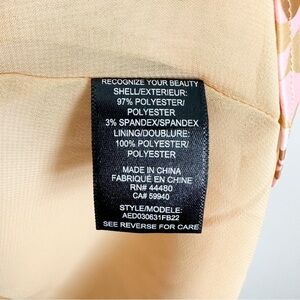 RECOGNIZE YOUR BEAUTY
SHELL/EXTERIEUR:
97% POLYESTER/
POLYESTER
3% SPANDEX/SPANDEX
LINING/DOUBLURE:
100% POLYESTER/
POLYESTER
MADE IN CHINA
FABRIQUÉ EN CHINE
RN# 44480
CA# 59940
STYLE/MODELE:
AED030631FB22
SEE REVERSE FOR CARE